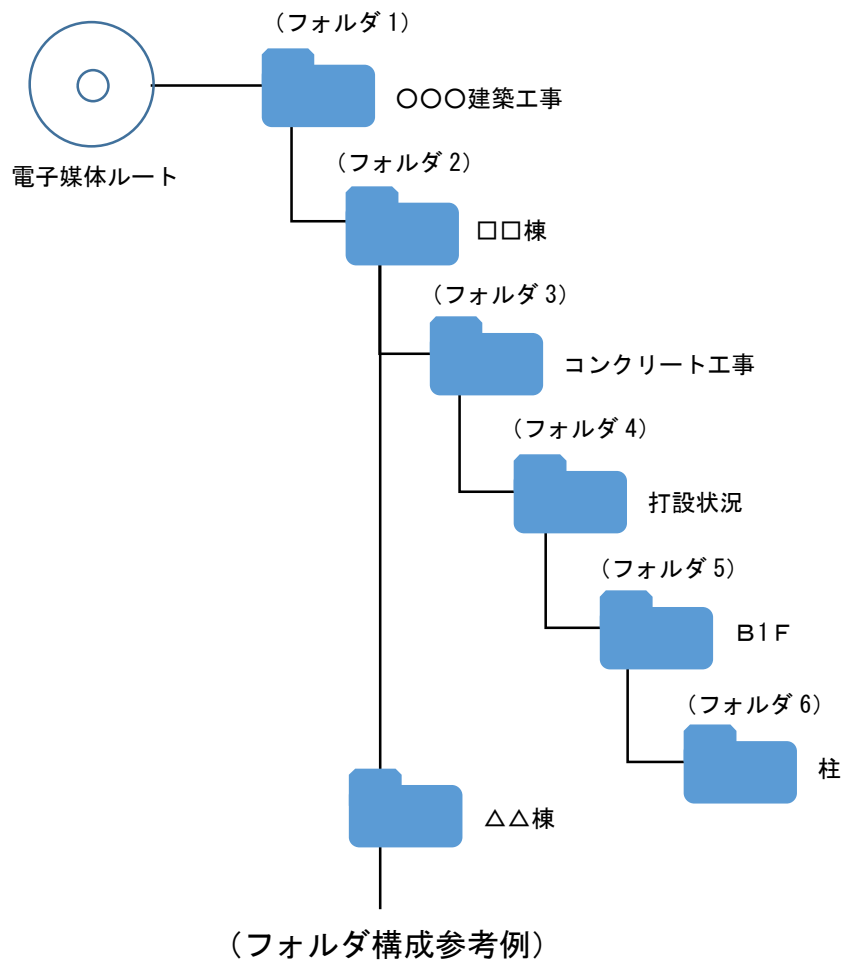 （フォルダ１）
〇〇〇建築工事
電子媒体ルート
（フォルダ２）
□□棟
（フォルダ３）
コンクリート工事
（フォルダ４）
打設状況
（フォルダ５）
Ｂ１Ｆ
（フォルダ６）
柱
△△棟
（フォルダ構成参考例）